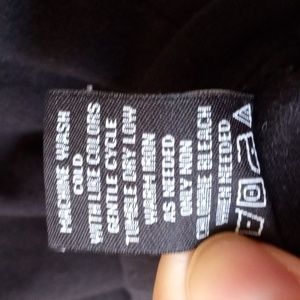 MACHINE WASH
COLD
WITH LIKE COLORS
GENTLE CYCLE
TUMBLE DRY LOW
WARM IRON
AS NEEDED
ONLY NON
CHLORINE BLEACH
WHEN NEEDED